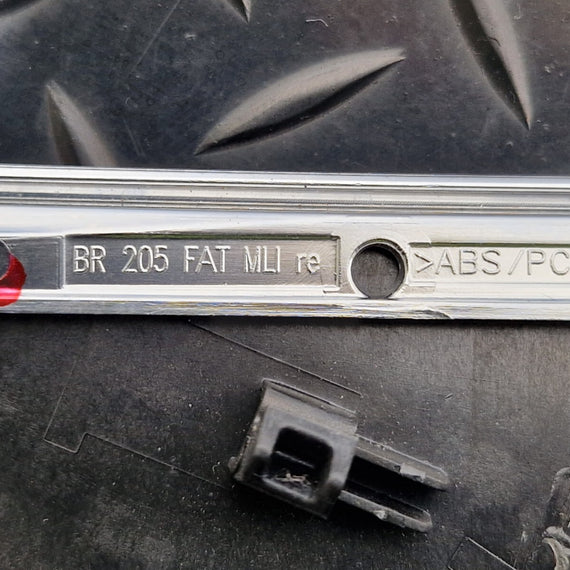 BR 205 FAT MLI re >ABS/PC